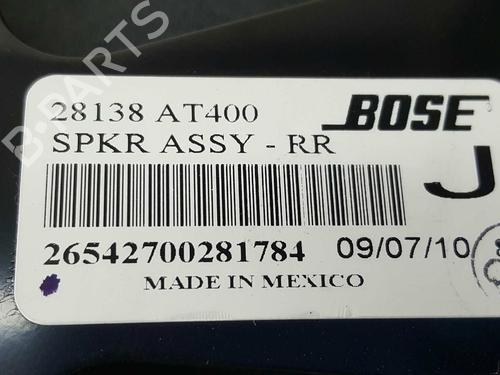 28138 AT400
BOSE
SPKR ASSY - RR
J
26542700281784
09/07/10
MADE IN MEXICO
B-PARTS